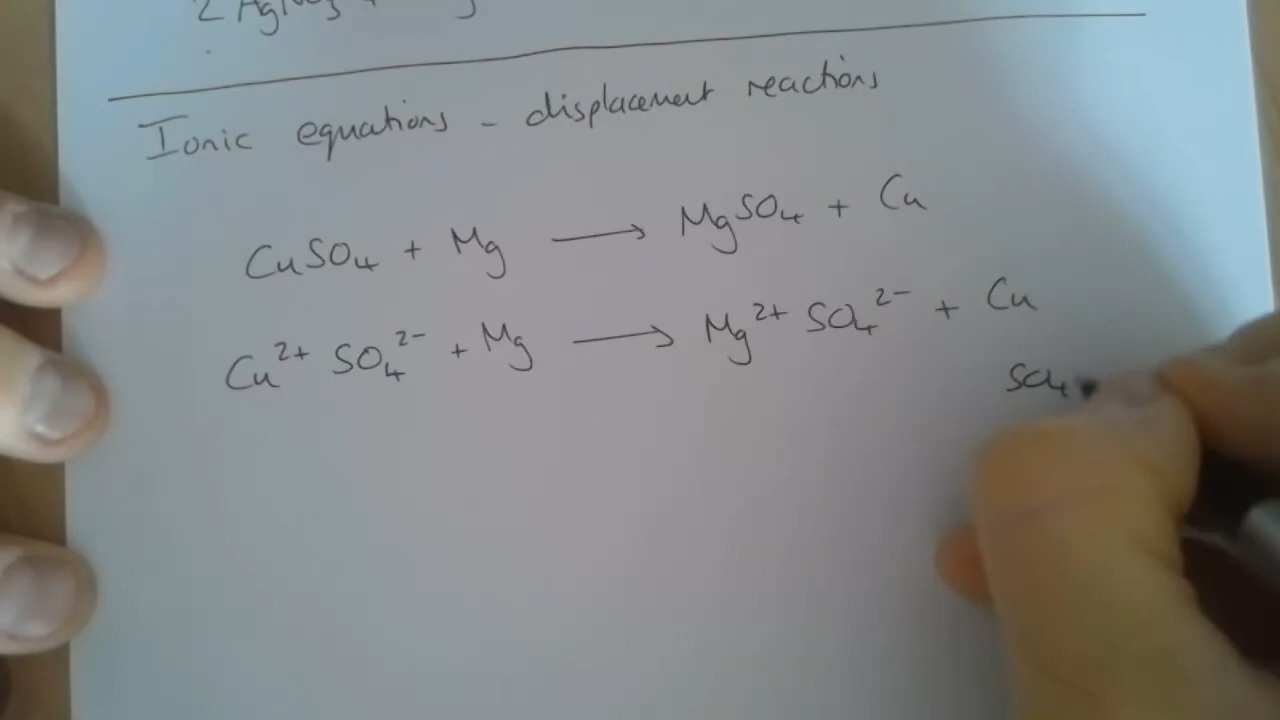 Ionic equations - displacement reactions
CuSO₄ + Mg ⟶ MgSO₄ + Cu
Cu²⁺ SO₄²⁻ + Mg ⟶ Mg²⁺ SO₄²⁻ + Cu
SO₄